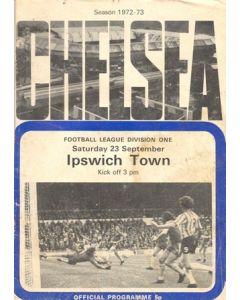 Season 1972-73
CHELSEA
FOOTBALL LEAGUE DIVISION ONE
Saturday 23 September
Ipswich Town
Kick off 3 pm
OFFICIAL PROGRAMME 5p